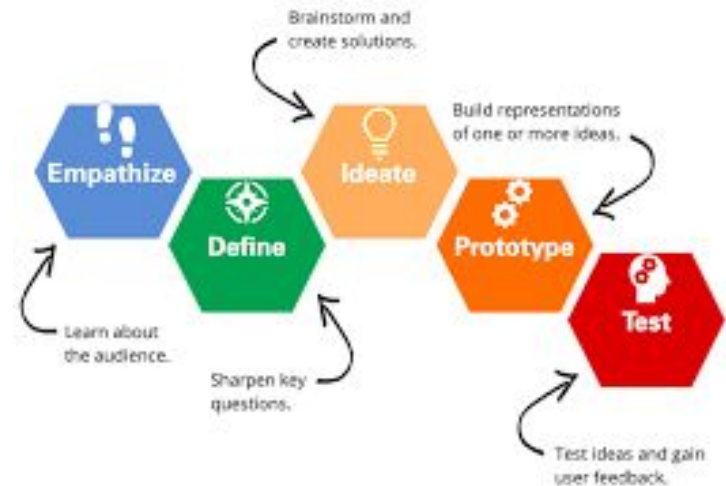 Brainstorm and
create solutions.
Build representations
of one or more ideas.
Empathize
Ideate
Define
Prototype
Test
Learn about
the audience.
Sharpen key
questions.
Test ideas and gain
user feedback.